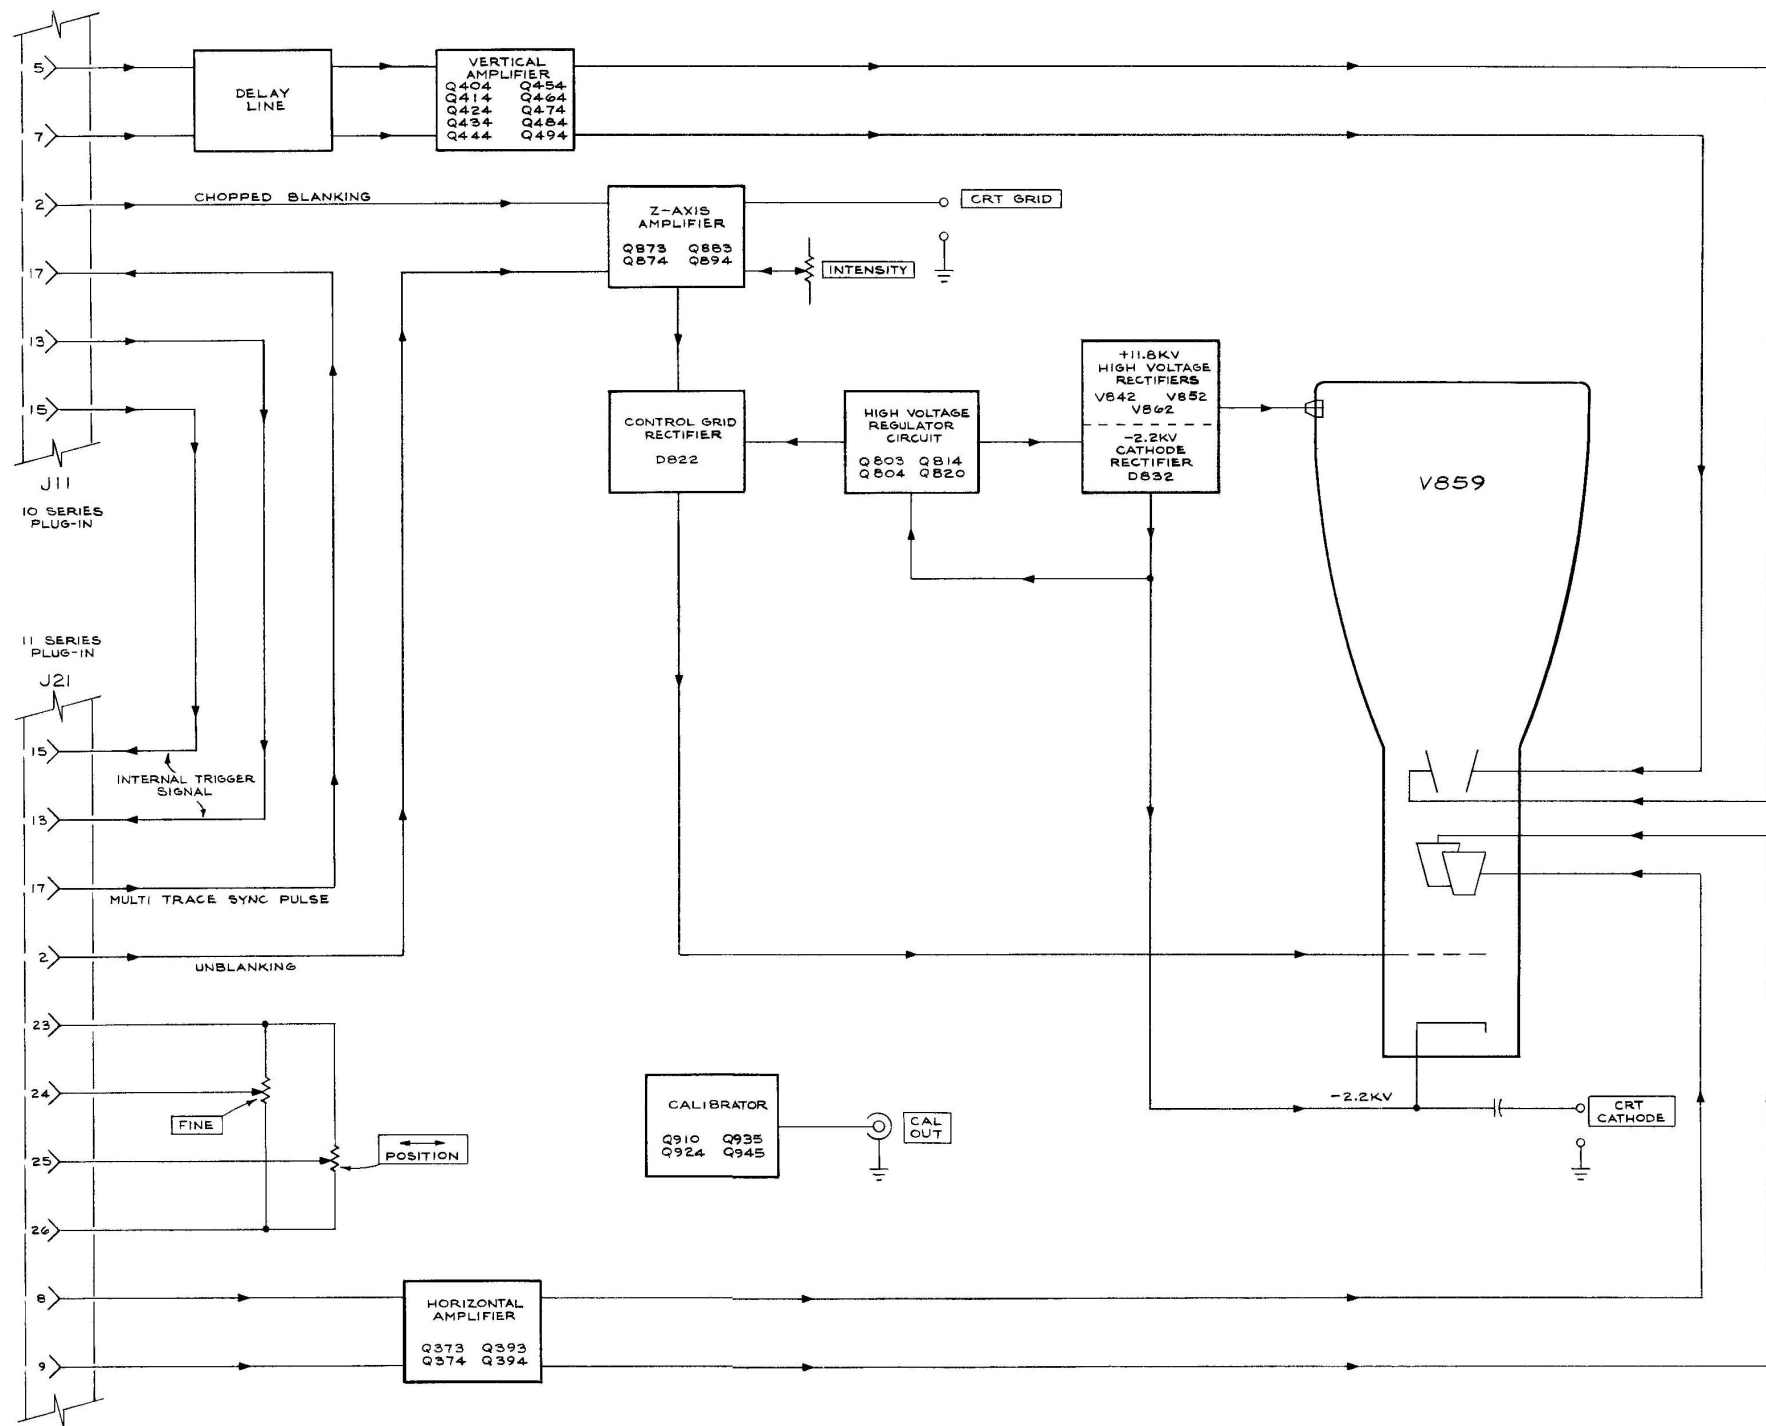 5
7
2
17
13
15
J11
10 SERIES
PLUG-IN
11 SERIES
PLUG-IN
J21
15
13
17
2
23
24
25
26
8
9
DELAY
LINE
VERTICAL
AMPLIFIER
Q404 Q454
Q414 Q464
Q424 Q474
Q434 Q484
Q444 Q494
CHOPPED BLANKING
Z-AXIS
AMPLIFIER
Q873 Q883
Q874 Q894
CRT GRID
INTENSITY
CONTROL GRID
RECTIFIER
D822
HIGH VOLTAGE
REGULATOR
CIRCUIT
Q803 Q814
Q804 Q820
+11.8KV
HIGH VOLTAGE
RECTIFIERS
V842 V852
V862
-2.2KV
CATHODE
RECTIFIER
D832
V859
INTERNAL TRIGGER
SIGNAL
MULTI TRACE SYNC PULSE
UNBLANKING
FINE
POSITION
CALIBRATOR
Q910 Q935
Q924 Q945
CAL
OUT
-2.2KV
CRT
CATHODE
HORIZONTAL
AMPLIFIER
Q373 Q393
Q374 Q394